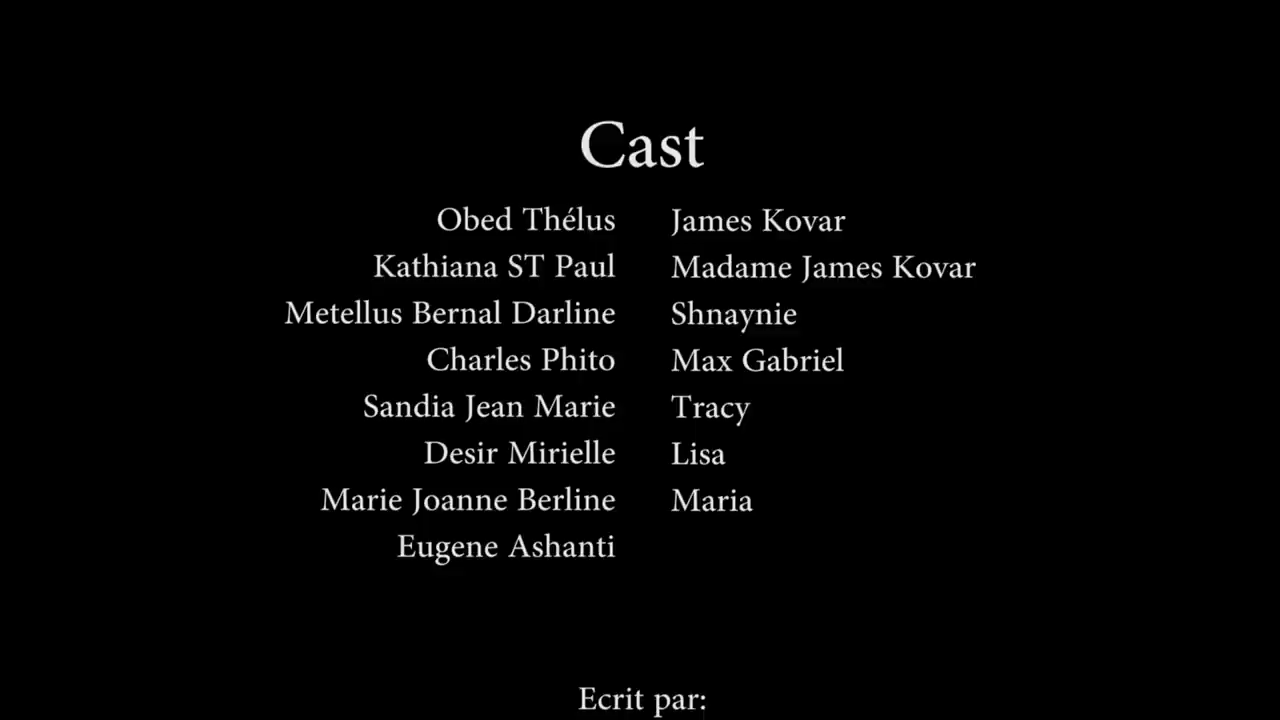 Cast
Obed Thélus James Kovar
Kathiana ST Paul Madame James Kovar
Metellus Bernal Darline Shnaynie
Charles Phito Max Gabriel
Sandia Jean Marie Tracy
Desir Mirielle Lisa
Marie Joanne Berline Maria
Eugene Ashanti
Ecrit par: